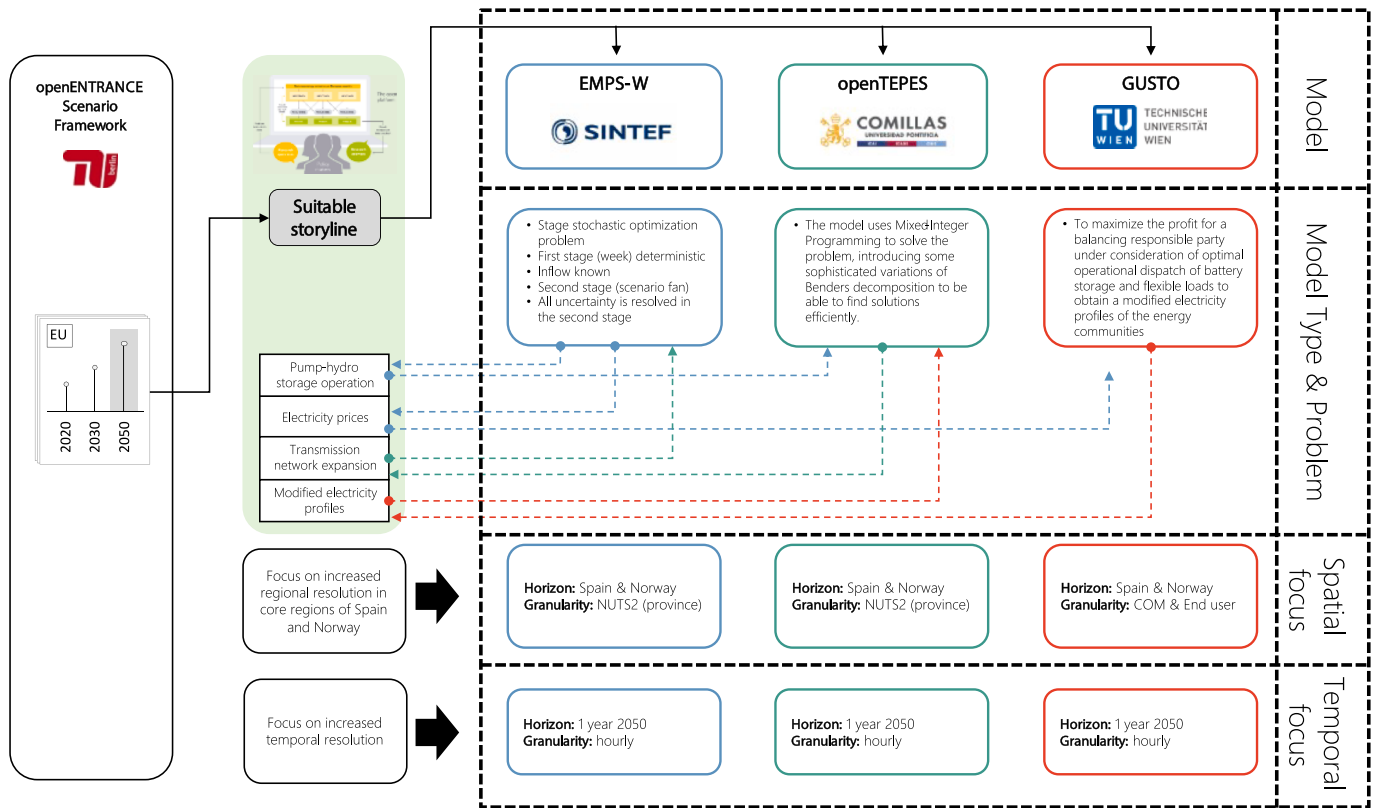 openENTRANCE
Scenario
Framework
berlin
EU
2020
2030
2050
The open
platform
Suitable
storyline
Pump-hydro
storage operation
Electricity prices
Transmission
network expansion
Modified electricity
profiles
EMPS-W
SINTEF
openTEPES
COMILLAS
UNIVERSIDAD PONTIFICIA
GUSTO
TU
WIEN
TECHNISCHE
UNIVERSITÄT
WIEN
Model
• Stage stochastic optimization
problem
• First stage (week) deterministic
• Inflow known
• Second stage (scenario fan)
• All uncertainty is resolved in
the second stage
• The model uses Mixed-Integer
Programming to solve the
problem, introducing some
sophisticated variations of
Benders decomposition to be
able to find solutions
efficiently.
• To maximize the profit for a
balancing responsible party
under consideration of optimal
operational dispatch of battery
storage and flexible loads to
obtain a modified electricity
profiles of the energy
communities
Model Type & Problem
Focus on increased
regional resolution in
core regions of Spain
and Norway
Horizon: Spain & Norway
Granularity: NUTS2 (province)
Horizon: Spain & Norway
Granularity: NUTS2 (province)
Horizon: Spain & Norway
Granularity: COM & End user
Spatial
focus
Focus on increased
temporal resolution
Horizon: 1 year 2050
Granularity: hourly
Horizon: 1 year 2050
Granularity: hourly
Horizon: 1 year 2050
Granularity: hourly
Temporal
focus